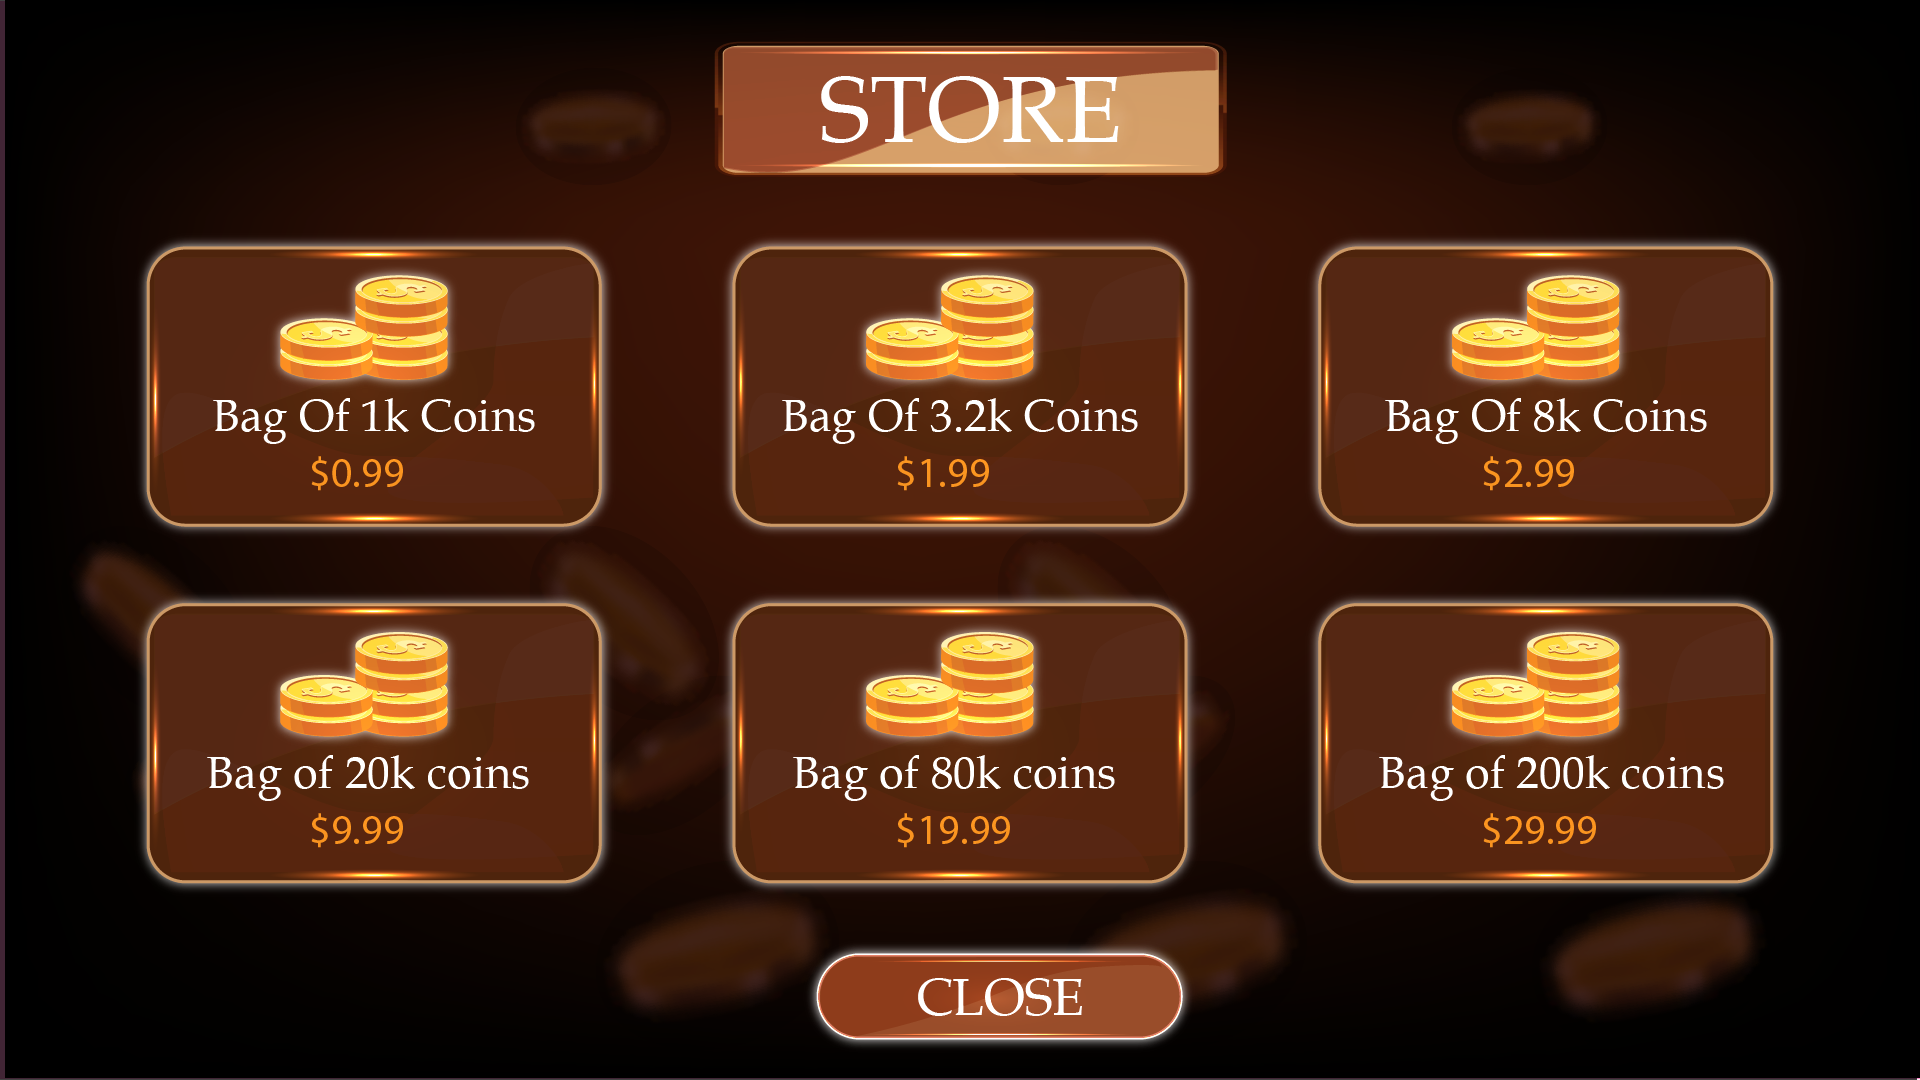 STORE
Bag Of 1k Coins
$0.99
Bag Of 3.2k Coins
$1.99
Bag Of 8k Coins
$2.99
Bag of 20k coins
$9.99
Bag of 80k coins
$19.99
Bag of 200k coins
$29.99
CLOSE